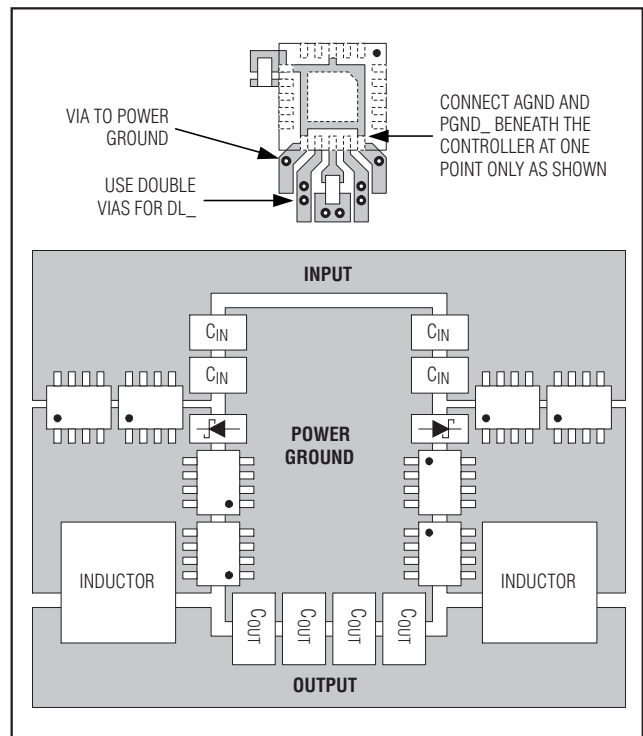 VIA TO POWER
GROUND
USE DOUBLE
VIAS FOR DL_
CONNECT AGND AND
PGND_ BENEATH THE
CONTROLLER AT ONE
POINT ONLY AS SHOWN
INPUT
CIN
CIN
CIN
CIN
POWER
GROUND
INDUCTOR
INDUCTOR
COUT
COUT
COUT
COUT
OUTPUT